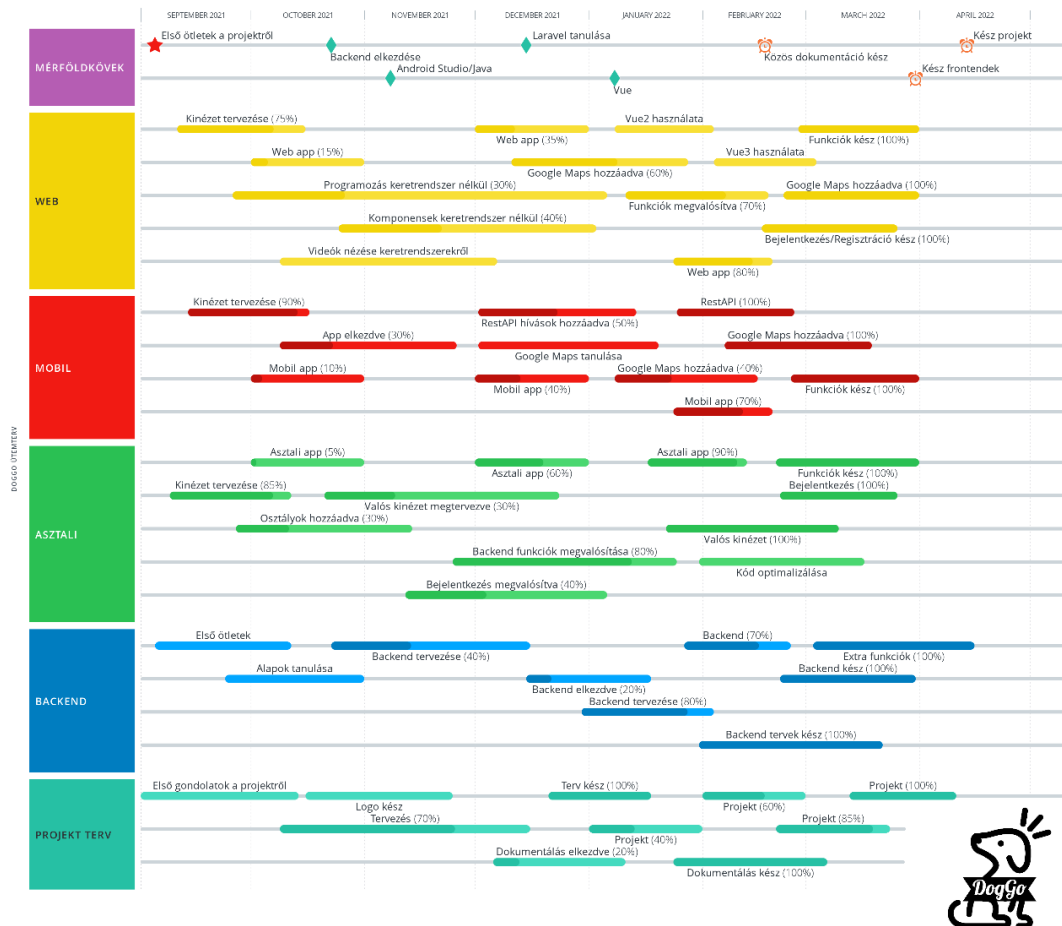 SEPTEMBER 2021 OCTOBER 2021 NOVEMBER 2021 DECEMBER 2021 JANUARY 2022 FEBRUARY 2022 MARCH 2022 APRIL 2022
DOGGO ÜTEMTERV
MÉRFÖLDKÖVEK
Első ötletek a projektről
Laravel tanulása
Kész projekt
Backend elkezdése
Közös dokumentáció kész
Android Studio/Java
Kész frontendek
Vue
WEB
Kinézet tervezése (75%)
Vue2 használata
Web app (35%)
Funkciók kész (100%)
Web app (15%)
Vue3 használata
Google Maps hozzáadva (60%)
Programozás keretrendszer nélkül (30%)
Google Maps hozzáadva (100%)
Funkciók megvalósítva (70%)
Komponensek keretrendszer nélkül (40%)
Bejelentkezés/Regisztráció kész (100%)
Videók nézése keretrendszerekről
Web app (80%)
MOBIL
Kinézet tervezése (90%)
RestAPI (100%)
RestAPI hívások hozzáadva (50%)
App elkezdve (30%)
Google Maps hozzáadva (100%)
Google Maps tanulása
Mobil app (10%)
Google Maps hozzáadva (40%)
Mobil app (40%)
Funkciók kész (100%)
Mobil app (70%)
ASZTALI
Asztali app (5%)
Asztali app (90%)
Asztali app (60%)
Funkciók kész (100%)
Kinézet tervezése (85%)
Bejelentkezés (100%)
Valós kinézet megtervezve (30%)
Osztályok hozzáadva (30%)
Valós kinézet (100%)
Backend funkciók megvalósítása (80%)
Kód optimalizálása
Bejelentkezés megvalósítva (40%)
BACKEND
Első ötletek
Backend (70%)
Backend tervezése (40%)
Extra funkciók (100%)
Alapok tanulása
Backend kész (100%)
Backend elkezdve (20%)
Backend tervezése (80%)
Backend tervek kész (100%)
PROJEKT TERV
Első gondolatok a projektről
Terv kész (100%)
Projekt (100%)
Logo kész
Projekt (60%)
Tervezés (70%)
Projekt (85%)
Projekt (40%)
Dokumentálás elkezdve (20%)
Dokumentálás kész (100%)
DogGo